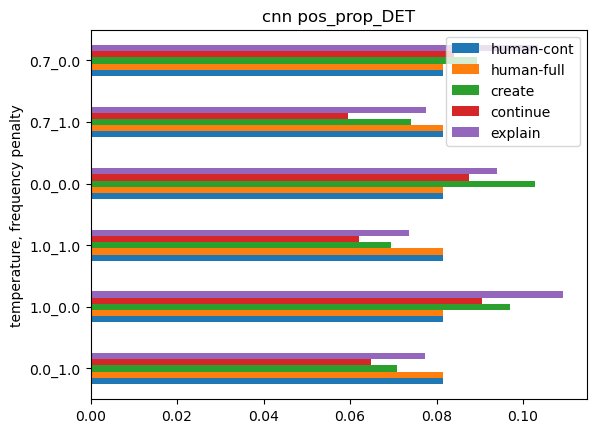 cnn pos_prop_DET
temperature, frequency penalty
0.7_0.0
0.7_1.0
0.0_0.0
1.0_1.0
1.0_0.0
0.0_1.0
0.00 0.02 0.04 0.06 0.08 0.10
human-cont
human-full
create
continue
explain